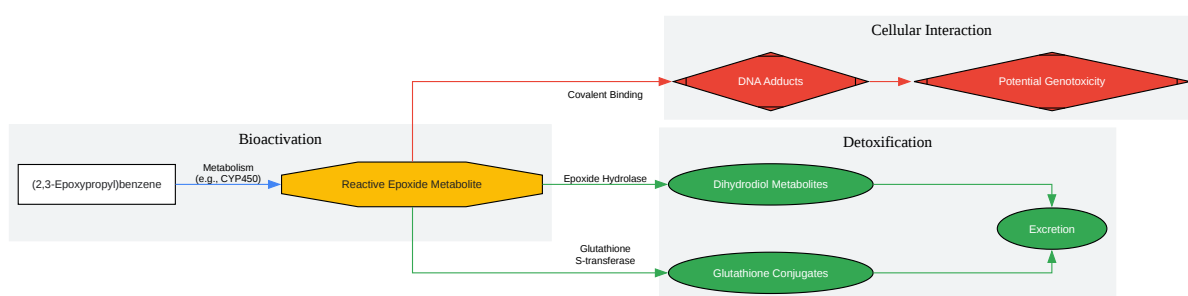 Cellular Interaction
DNA Adducts
Potential Genotoxicity
Covalent Binding
Bioactivation
(2,3-Epoxypropyl)benzene
Metabolism
(e.g., CYP450)
Reactive Epoxide Metabolite
Epoxide Hydrolase
Glutathione
S-transferase
Detoxification
Dihydrodiol Metabolites
Excretion
Glutathione Conjugates